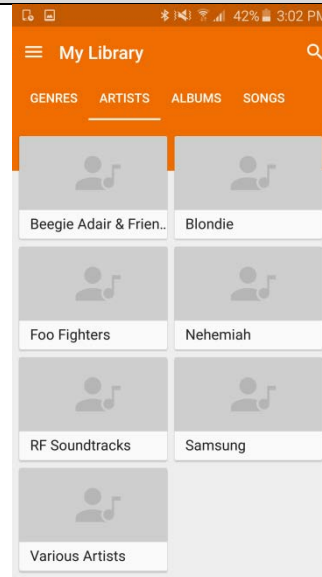 42% 3:02 PM
My Library
GENRES ARTISTS ALBUMS SONGS
Beegie Adair & Frien.. Blondie
Foo Fighters Nehemiah
RF Soundtracks Samsung
Various Artists